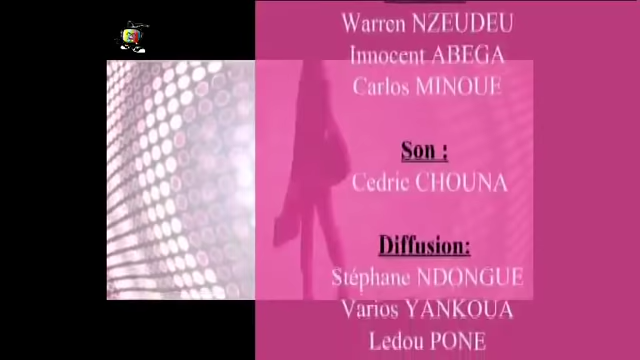 Warren NZEUDEU
Innocent ABEGA
Carlos MINOUE
Son :
Cedric CHOUNA
Diffusion:
Stéphane NDONGUE
Varios YANKOUA
Ledou PONE